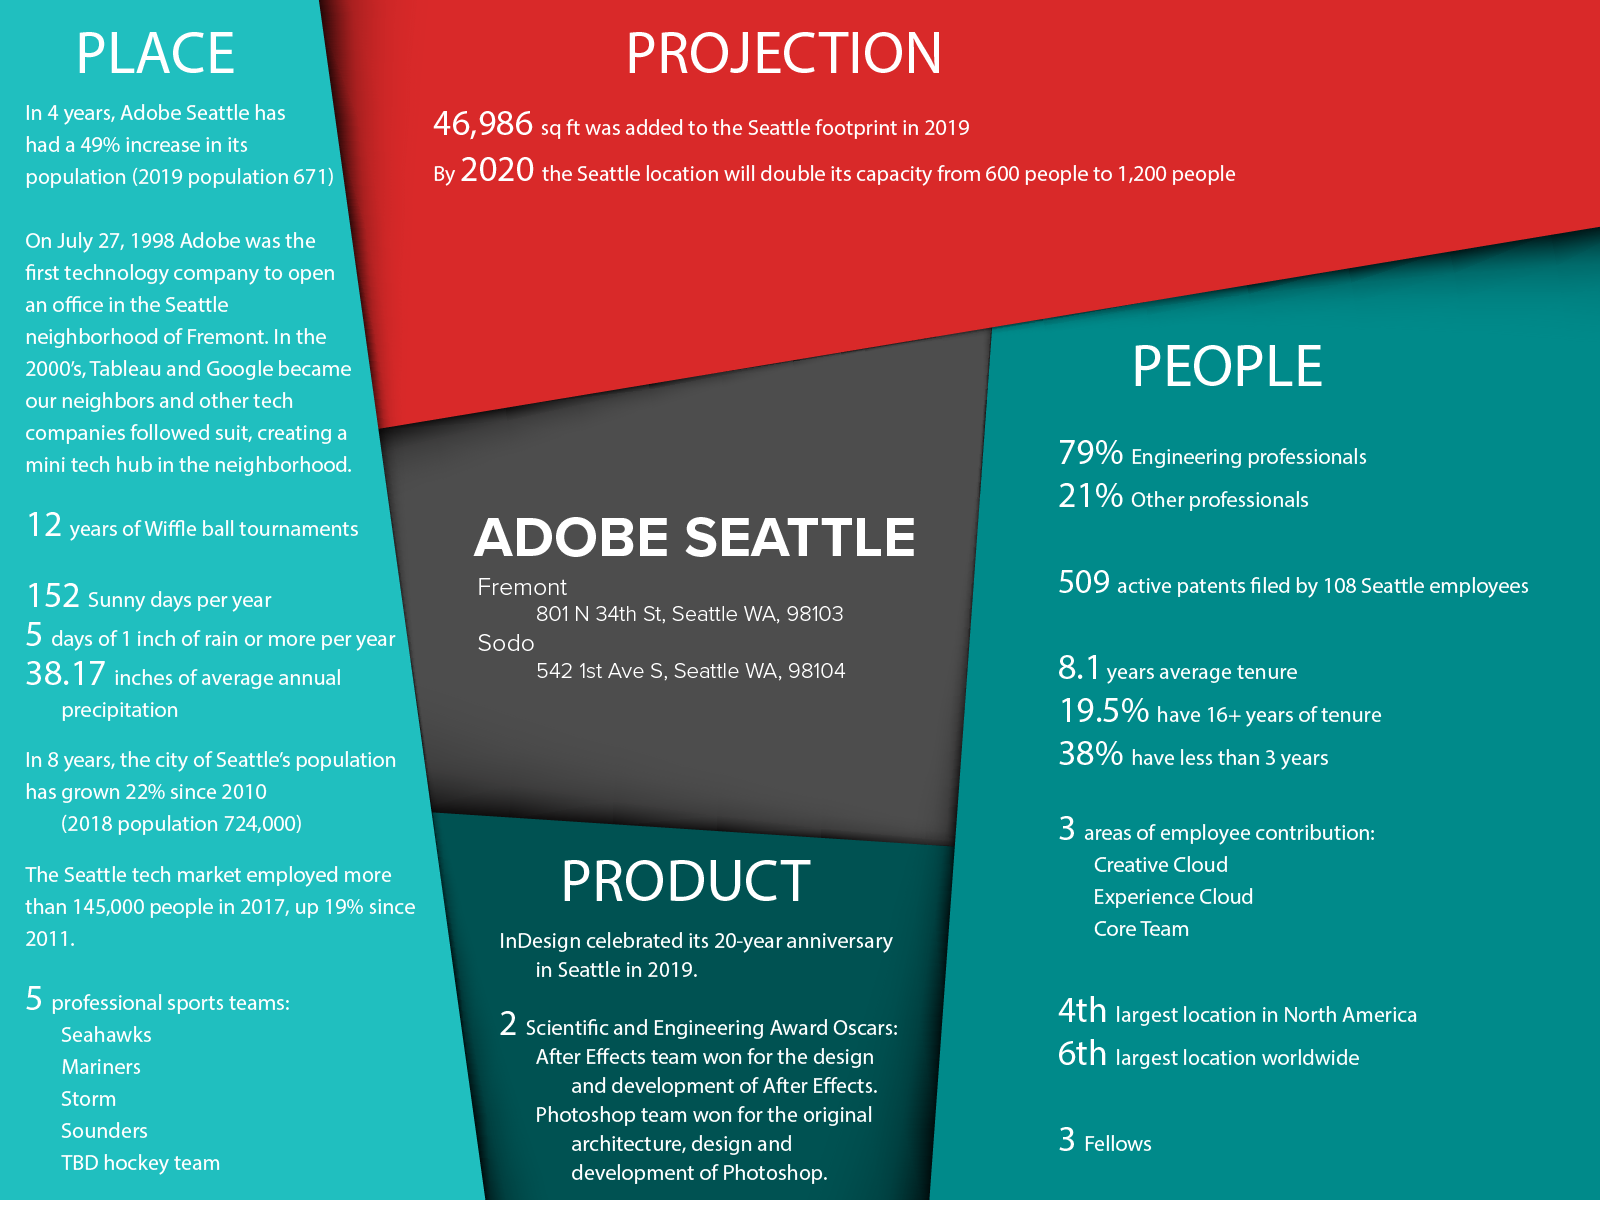 PLACE
In 4 years, Adobe Seattle has
had a 49% increase in its
population (2019 population 671)
On July 27, 1998 Adobe was the
first technology company to open
an office in the Seattle
neighborhood of Fremont. In the
2000's, Tableau and Google became
our neighbors and other tech
companies followed suit, creating a
mini tech hub in the neighborhood.
12 years of Wiffle ball tournaments
152 Sunny days per year
5 days of 1 inch of rain or more per year
38.17 inches of average annual
precipitation
In 8 years, the city of Seattle's population
has grown 22% since 2010
(2018 population 724,000)
The Seattle tech market employed more
than 145,000 people in 2017, up 19% since
2011.
5 professional sports teams:
Seahawks
Mariners
Storm
Sounders
TBD hockey team
PROJECTION
46,986 sq ft was added to the Seattle footprint in 2019
By 2020 the Seattle location will double its capacity from 600 people to 1,200 people
ADOBE SEATTLE
Fremont
801 N 34th St, Seattle WA, 98103
Sodo
542 1st Ave S, Seattle WA, 98104
PRODUCT
InDesign celebrated its 20-year anniversary
in Seattle in 2019.
2 Scientific and Engineering Award Oscars:
After Effects team won for the design
and development of After Effects.
Photoshop team won for the original
architecture, design and
development of Photoshop.
PEOPLE
79% Engineering professionals
21% Other professionals
509 active patents filed by 108 Seattle employees
8.1 years average tenure
19.5% have 16+ years of tenure
38% have less than 3 years
3 areas of employee contribution:
Creative Cloud
Experience Cloud
Core Team
4th largest location in North America
6th largest location worldwide
3 Fellows